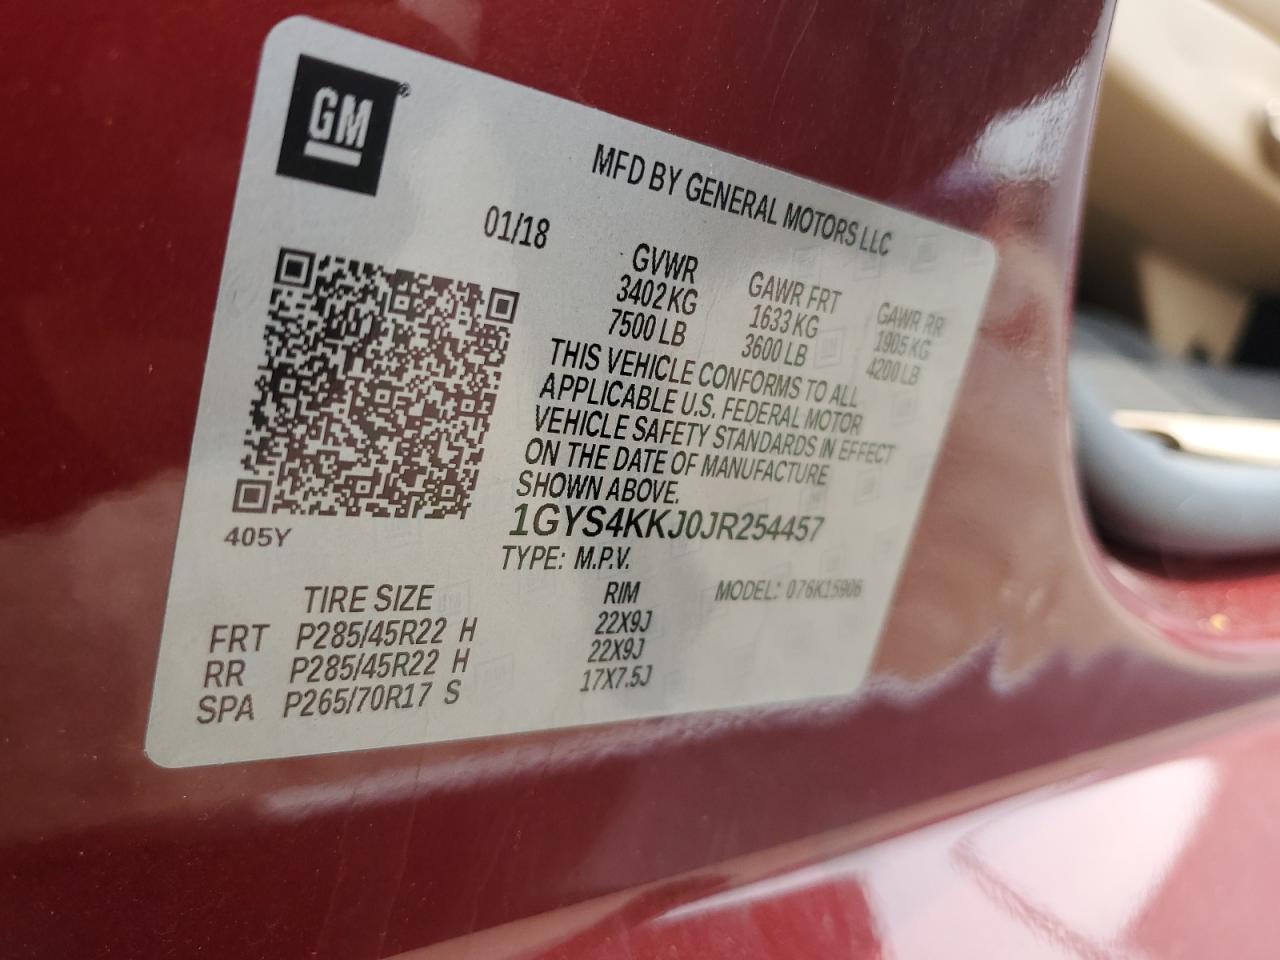 GM®
MFD BY GENERAL MOTORS LLC
01/18
GVWR GAWR FRT GAWR RR
3402 KG 1633 KG 1905 KG
7500 LB 3600 LB 4200 LB
THIS VEHICLE CONFORMS TO ALL
APPLICABLE U.S. FEDERAL MOTOR
VEHICLE SAFETY STANDARDS IN EFFECT
ON THE DATE OF MANUFACTURE
SHOWN ABOVE.
1GYS4KKJ0JR254457
405Y
TYPE: M.P.V.
TIRE SIZE RIM MODEL: 076K15906
FRT P285/45R22 H 22X9J
RR P285/45R22 H 22X9J
SPA P265/70R17 S 17X7.5J